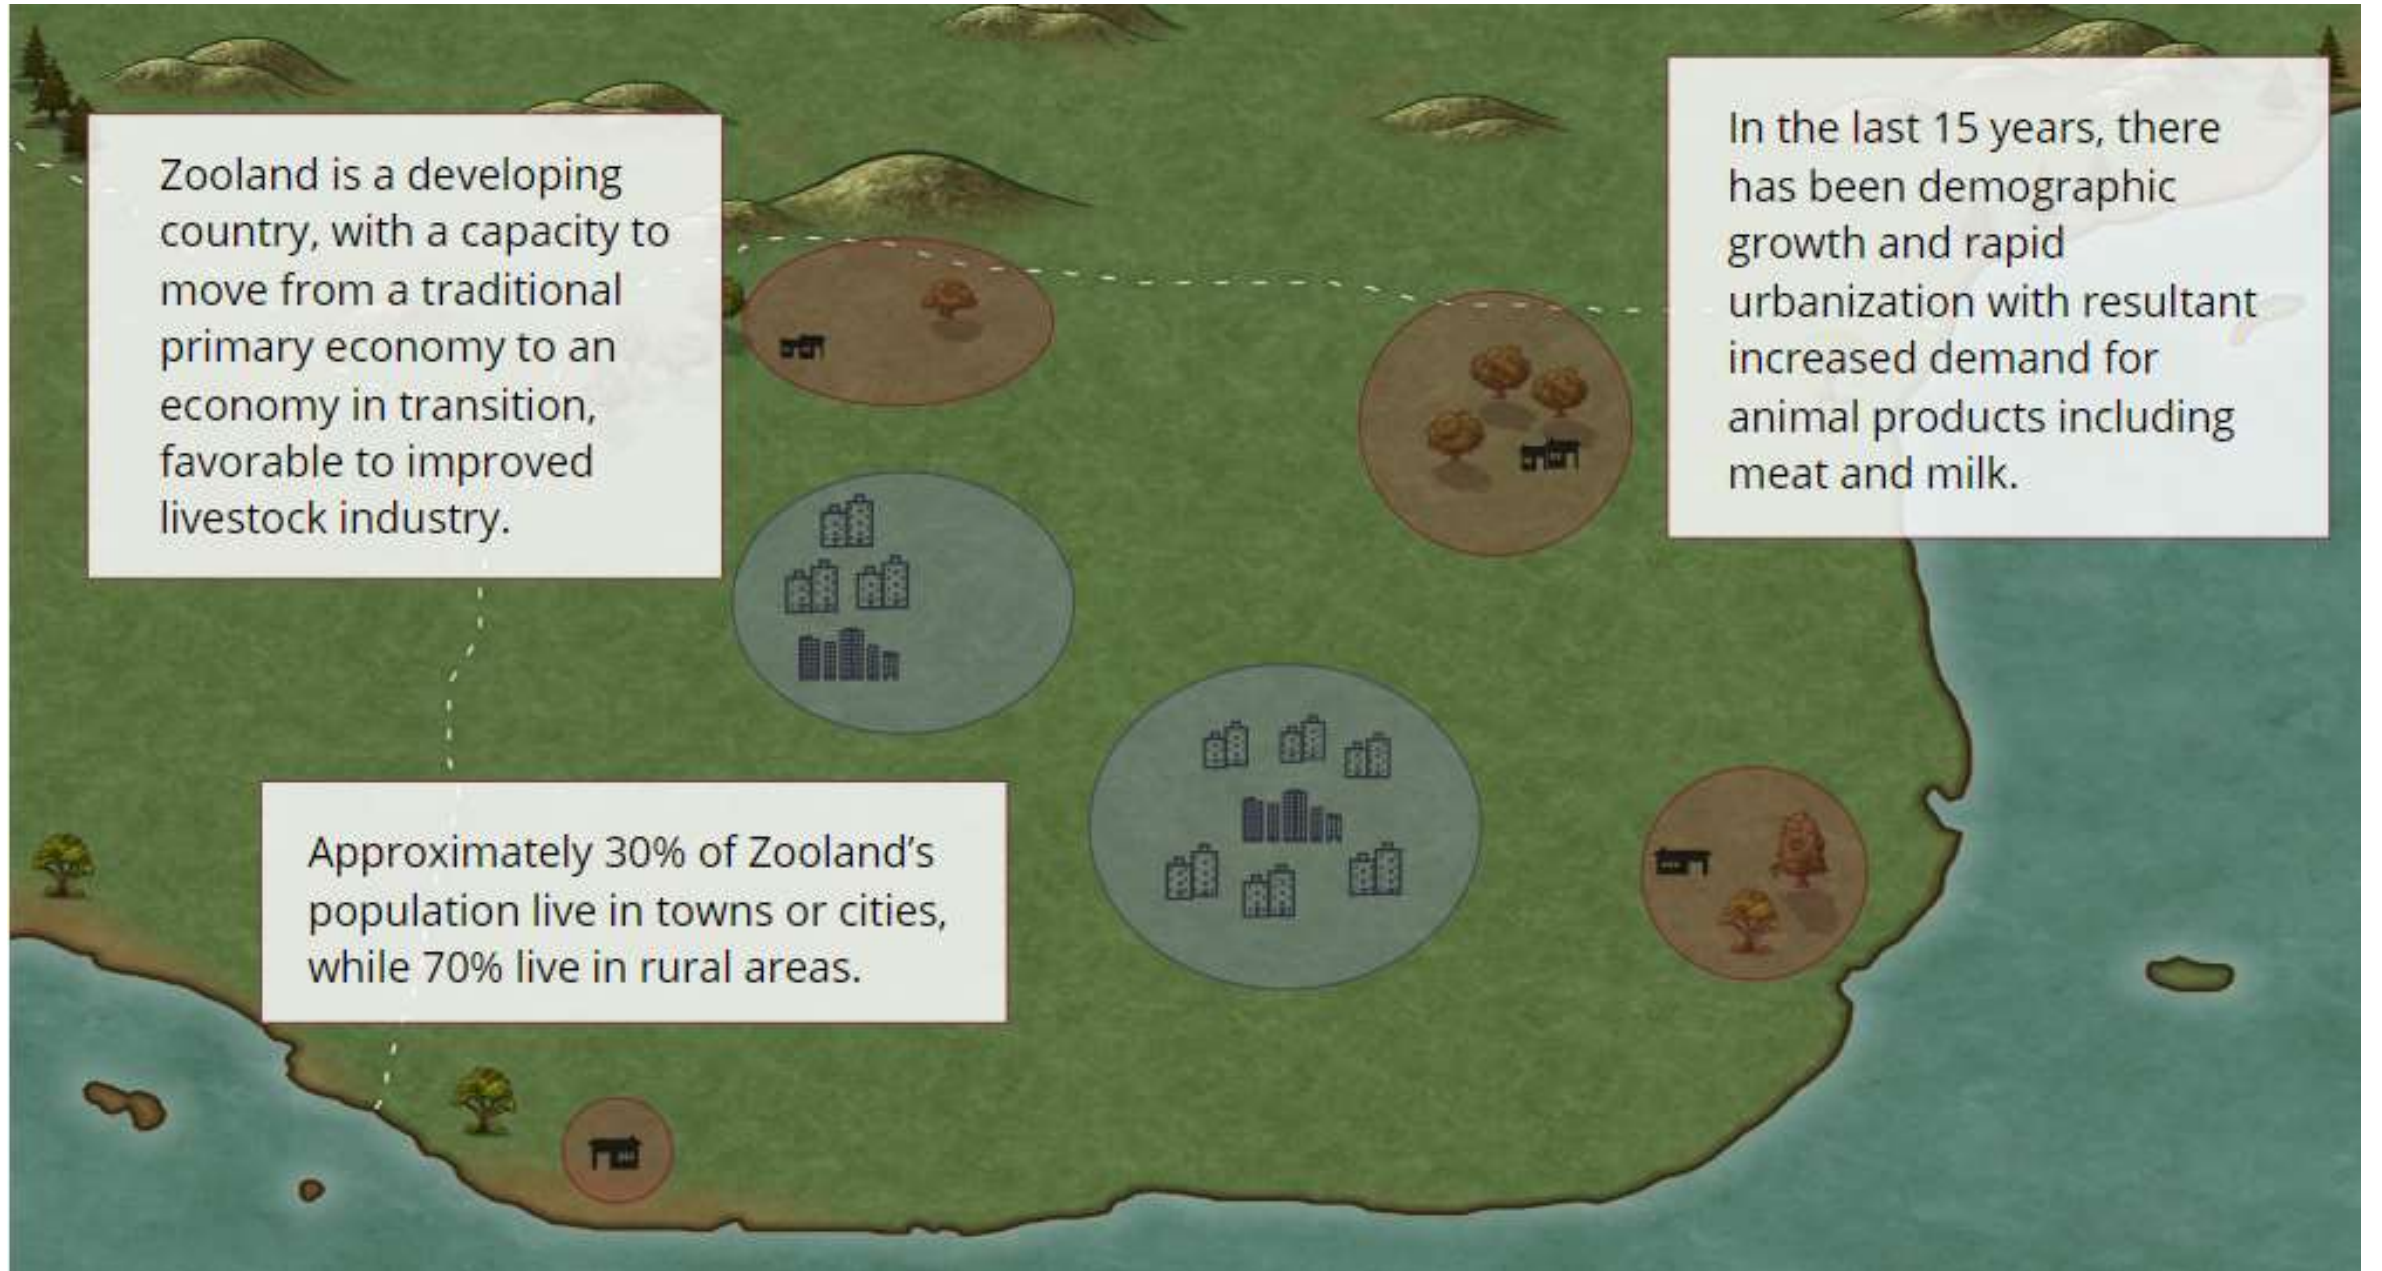 Zooland is a developing
country, with a capacity to
move from a traditional
primary economy to an
economy in transition,
favorable to improved
livestock industry.
In the last 15 years, there
has been demographic
growth and rapid
urbanization with resultant
increased demand for
animal products including
meat and milk.
Approximately 30% of Zooland’s
population live in towns or cities,
while 70% live in rural areas.